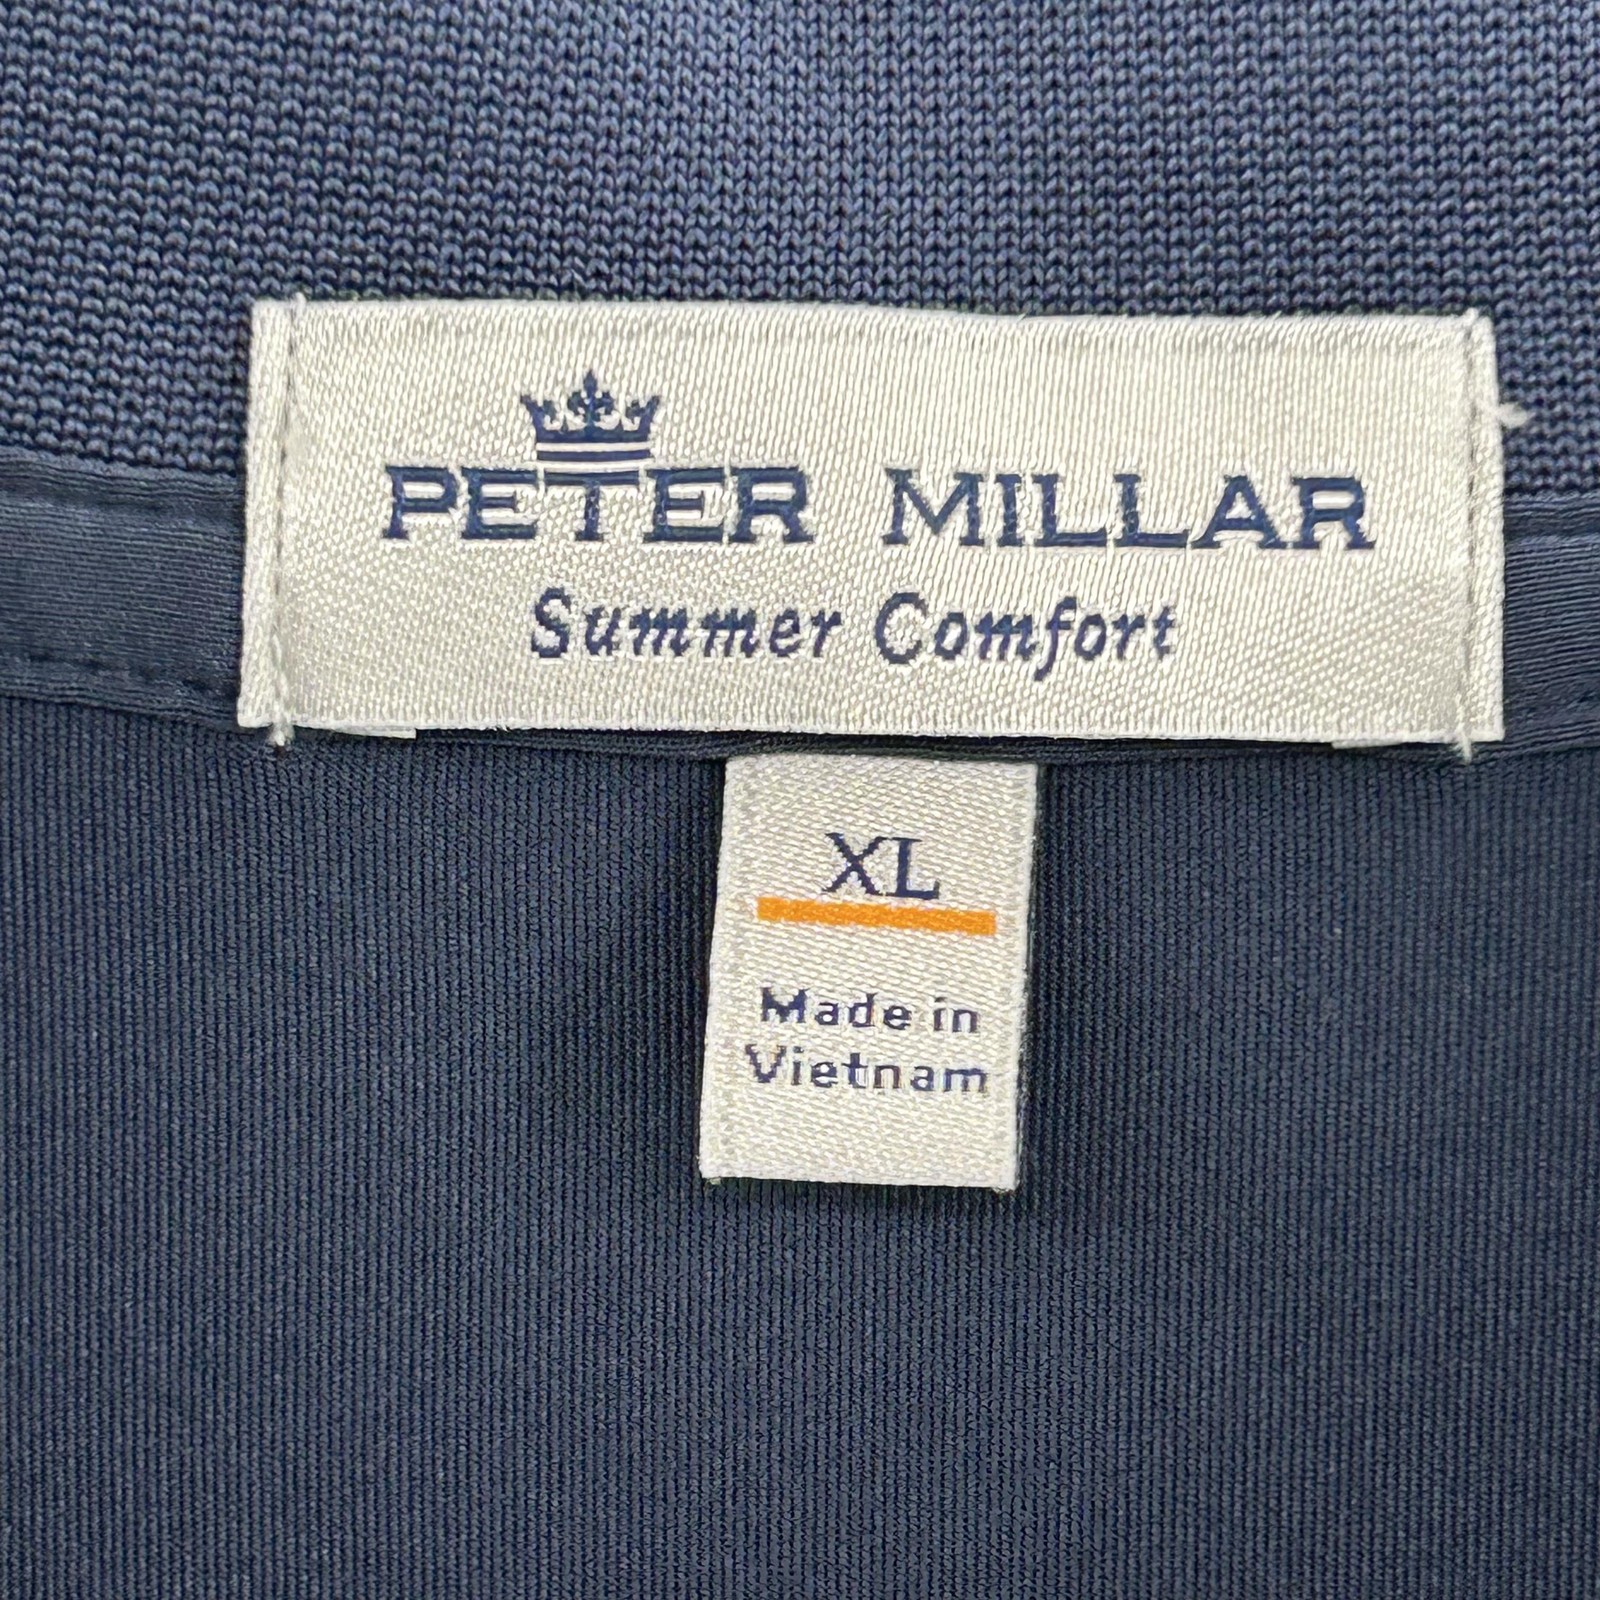 PETER MILLAR
Summer Comfort
XL
Made in
Vietnam